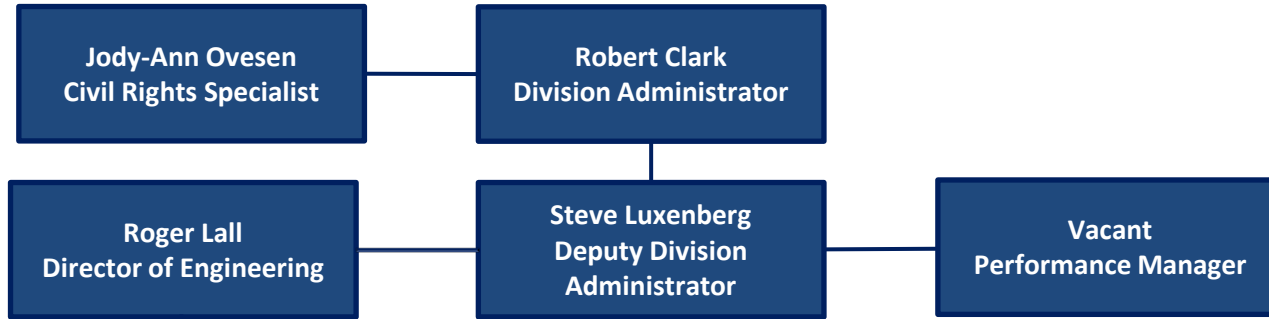 Jody-Ann Ovesen
Civil Rights Specialist
Robert Clark
Division Administrator
Roger Lall
Director of Engineering
Steve Luxenberg
Deputy Division
Administrator
Vacant
Performance Manager